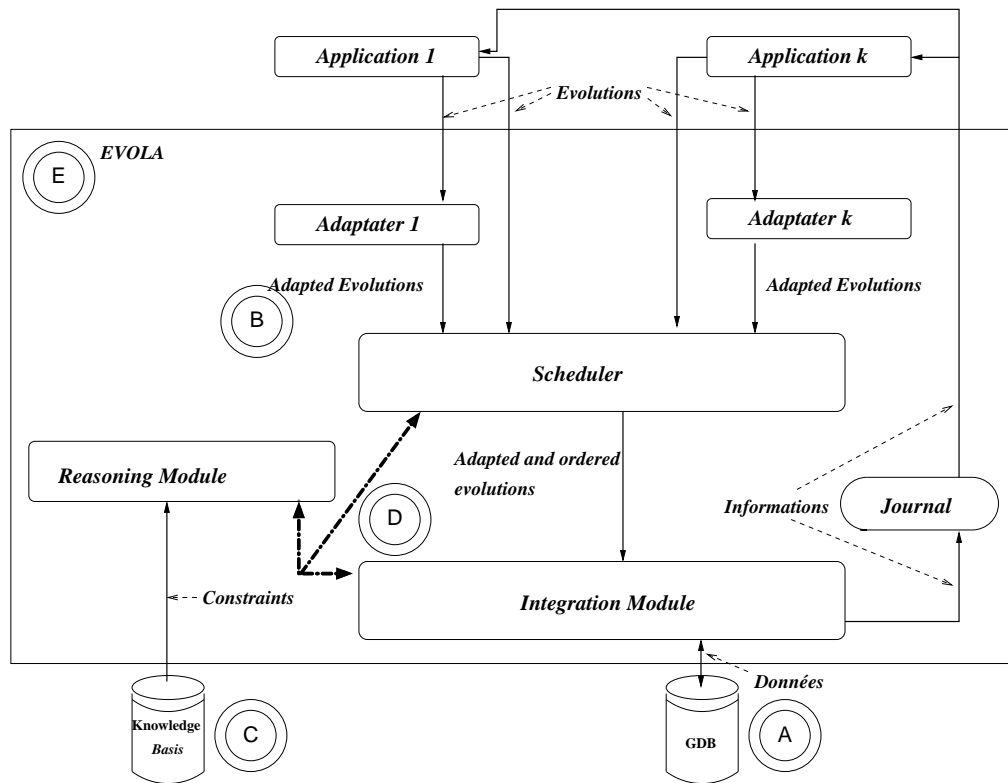 Application 1
Application k
Evolutions
E
EVOLA
Adaptater 1
Adaptater k
Adapted Evolutions
Adapted Evolutions
B
Scheduler
Reasoning Module
Adapted and ordered
evolutions
Informations
Journal
D
Constraints
Integration Module
Données
Knowledge
Basis
C
GDB
A